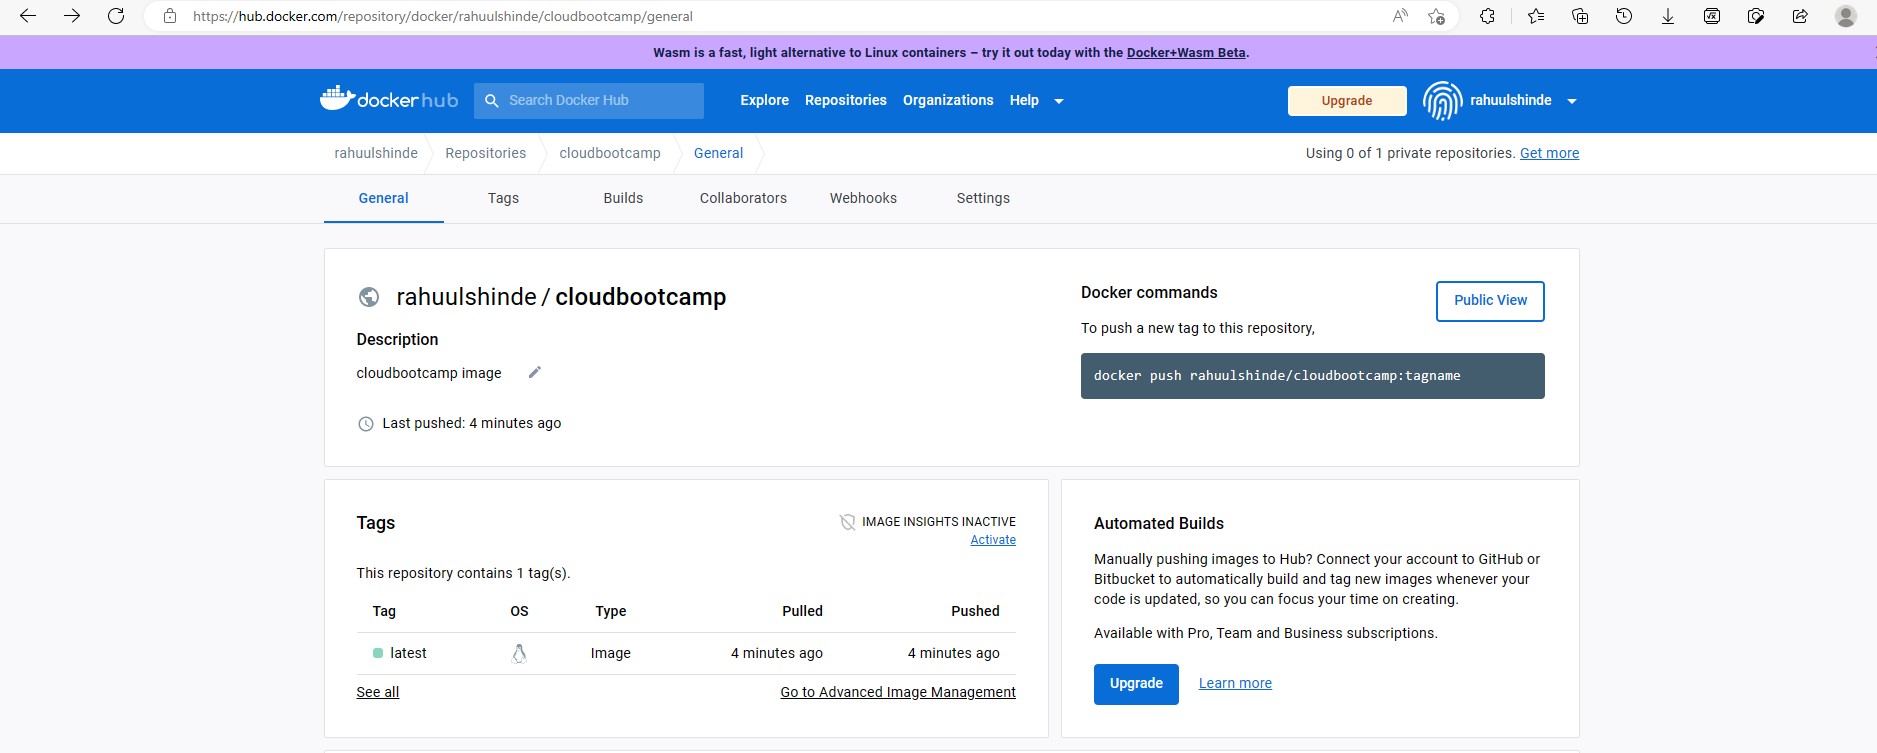 https://hub.docker.com/repository/docker/rahuulshinde/cloudbootcamp/general
Wasm is a fast, light alternative to Linux containers – try it out today with the Docker+Wasm Beta.
dockerhub Search Docker Hub Explore Repositories Organizations Help Upgrade rahuulshinde
rahuulshinde Repositories cloudbootcamp General Using 0 of 1 private repositories. Get more
General Tags Builds Collaborators Webhooks Settings
rahuulshinde / cloudbootcamp
Description
cloudbootcamp image
Last pushed: 4 minutes ago
Docker commands
Public View
To push a new tag to this repository,
docker push rahuulshinde/cloudbootcamp:tagname
Tags
IMAGE INSIGHTS INACTIVE
Activate
This repository contains 1 tag(s).
Tag OS Type Pulled Pushed
latest Image 4 minutes ago 4 minutes ago
See all Go to Advanced Image Management
Automated Builds
Manually pushing images to Hub? Connect your account to GitHub or
Bitbucket to automatically build and tag new images whenever your
code is updated, so you can focus your time on creating.
Available with Pro, Team and Business subscriptions.
Upgrade Learn more